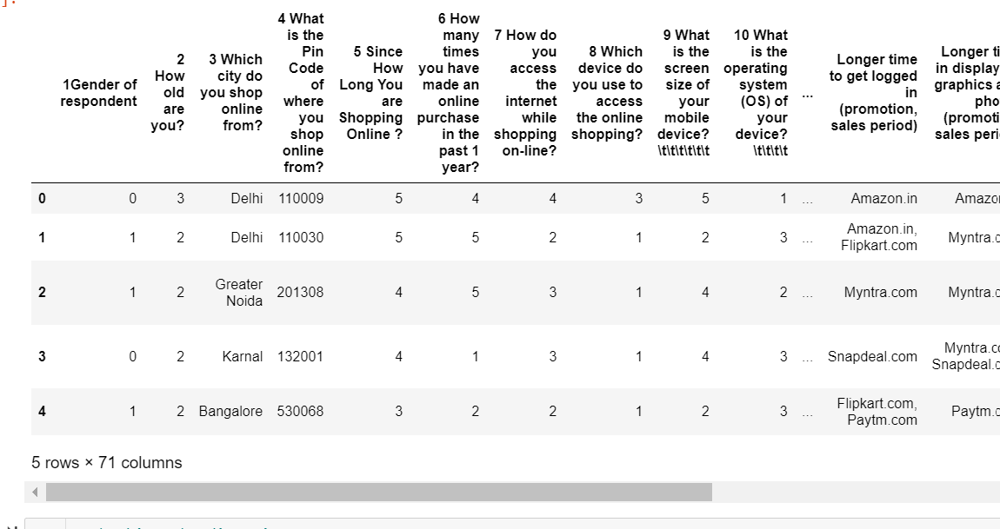 1Gender of
respondent
2
How
old
are
you?
3 Which
city do
you shop
online
from?
4 What
is the
Pin
Code
of
where
you
shop
online
from?
5 Since
How
Long You
are
Shopping
Online ?
6 How
many
times
you have
made an
online
purchase
in the
past 1
year?
7 How do
you
access
the
internet
while
shopping
on-line?
8 Which
device do
you use to
access
the online
shopping?
9 What
is the
screen
size of
your
mobile
device?
\t\t\t\t\t\t
10 What
is the
operating
system
(OS) of
your
device?
\t\t\t\t
...
Longer time
to get logged
in
(promotion,
sales period)
Longer ti
in display
graphics a
pho
(promoti
sales peri
0 0 3 Delhi 110009 5 4 4 3 5 1 ... Amazon.in Amazo
1 1 2 Delhi 110030 5 5 2 1 2 3 ... Amazon.in, Flipkart.com Myntra.c
2 1 2 Greater Noida 201308 4 5 3 1 4 2 ... Myntra.com Myntra.c
3 0 2 Karnal 132001 4 1 3 1 4 3 ... Snapdeal.com Myntra.co Snapdeal.c
4 1 2 Bangalore 530068 3 2 2 1 2 3 ... Flipkart.com, Paytm.com Paytm.c
5 rows × 71 columns